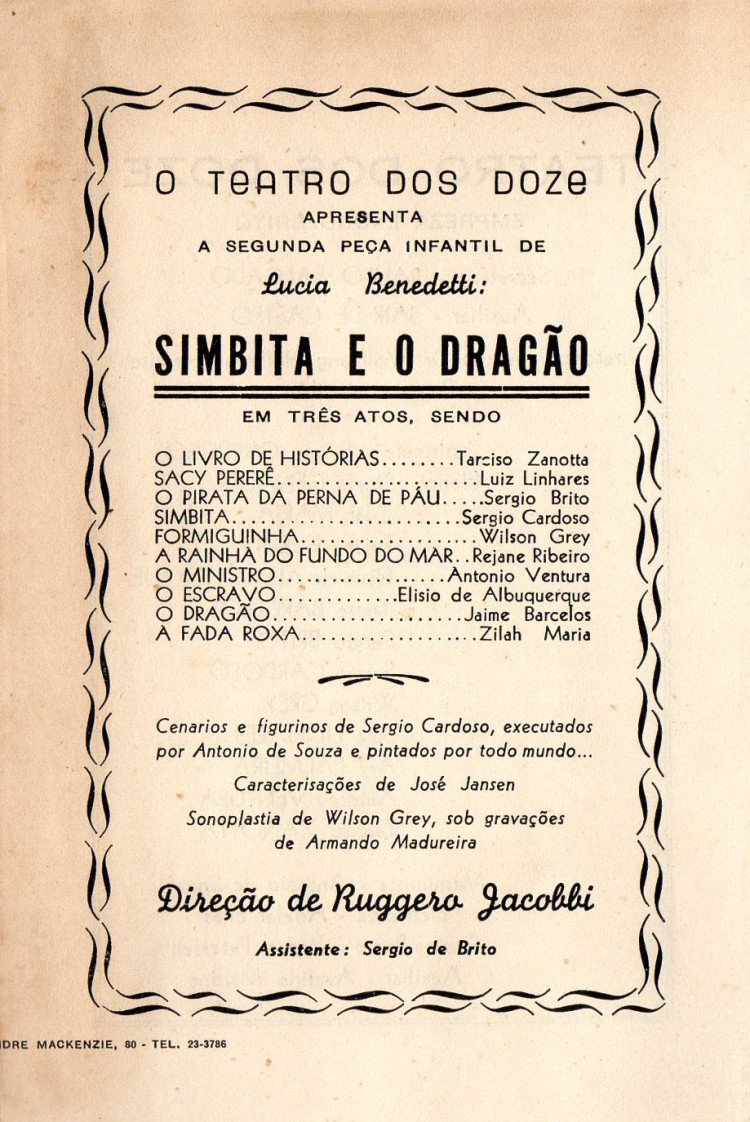 O TEATRO DOS DOZE
APRESENTA
A SEGUNDA PEÇA INFANTIL DE
Lucia Benedetti:
SIMBITA E O DRAGÃO
EM TRÊS ATOS, SENDO
O LIVRO DE HISTÓRIAS........Tarciso Zanotta
SACY PERERÊ.......................Luiz Linhares
O PIRATA DA PERNA DE PÁU.....Sergio Brito
SIMBITA.........................Sergio Cardoso
FORMIGUINHA...................Wilson Grey
A RAINHA DO FUNDO DO MAR..Rejane Ribeiro
O MINISTRO...................Antonio Ventura
O ESCRAVO.............Elisio de Albuquerque
O DRAGÃO.....................Jaime Barcelos
A FADA ROXA...................Zilah Maria
Cenarios e figurinos de Sergio Cardoso, executados
por Antonio de Souza e pintados por todo mundo...
Caracterisações de José Jansen
Sonoplastia de Wilson Grey, sob gravações
de Armando Madureira
Direção de Ruggero Jacobbi
Assistente: Sergio de Brito
DRE MACKENZIE, 80 - TEL. 23-3786